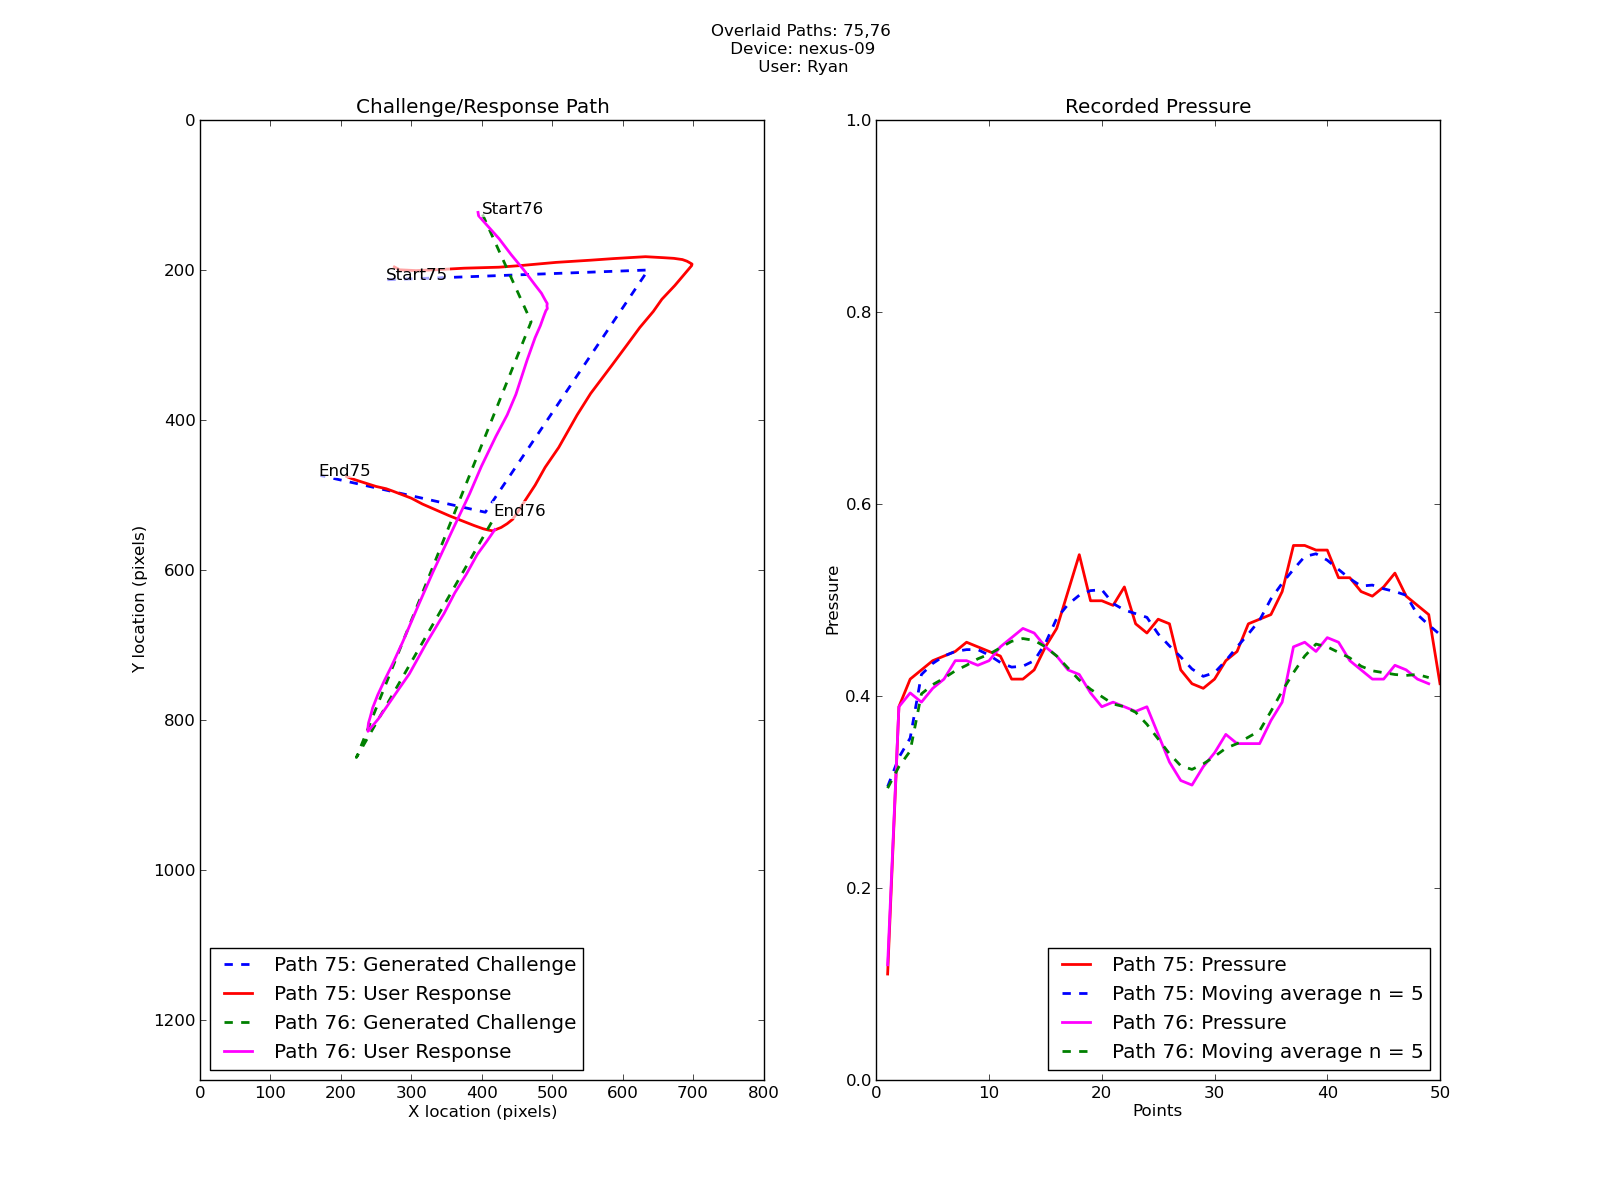 Overlaid Paths: 75,76
Device: nexus-09
User: Ryan
Challenge/Response Path
0
200
400
600
800
1000
1200
Y location (pixels)
Start76
Start75
End75
End76
Path 75: Generated Challenge
Path 75: User Response
Path 76: Generated Challenge
Path 76: User Response
0 100 200 300 400 500 600 700 800
X location (pixels)
Recorded Pressure
1.0
0.8
0.6
0.4
0.2
0.0
Pressure
Path 75: Pressure
Path 75: Moving average n = 5
Path 76: Pressure
Path 76: Moving average n = 5
0 10 20 30 40 50
Points